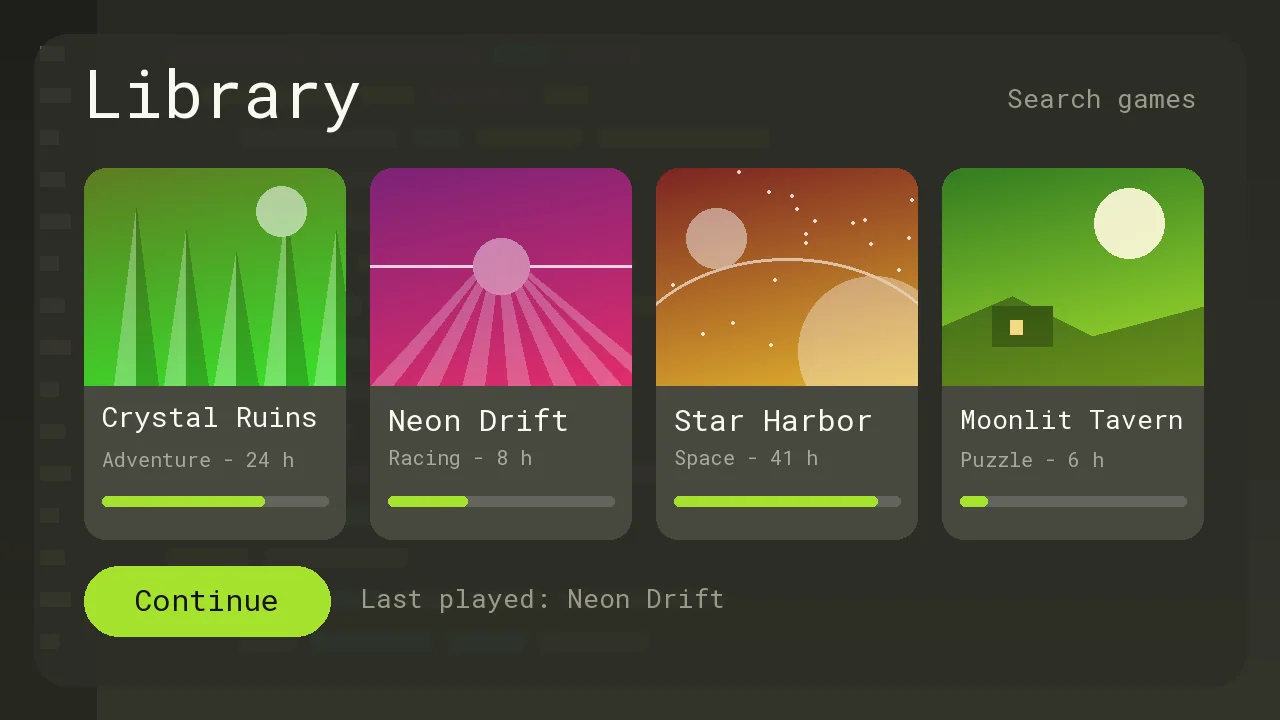 Library
Search games
Crystal Ruins
Adventure - 24 h
Neon Drift
Racing - 8 h
Star Harbor
Space - 41 h
Moonlit Tavern
Puzzle - 6 h
Continue
Last played: Neon Drift